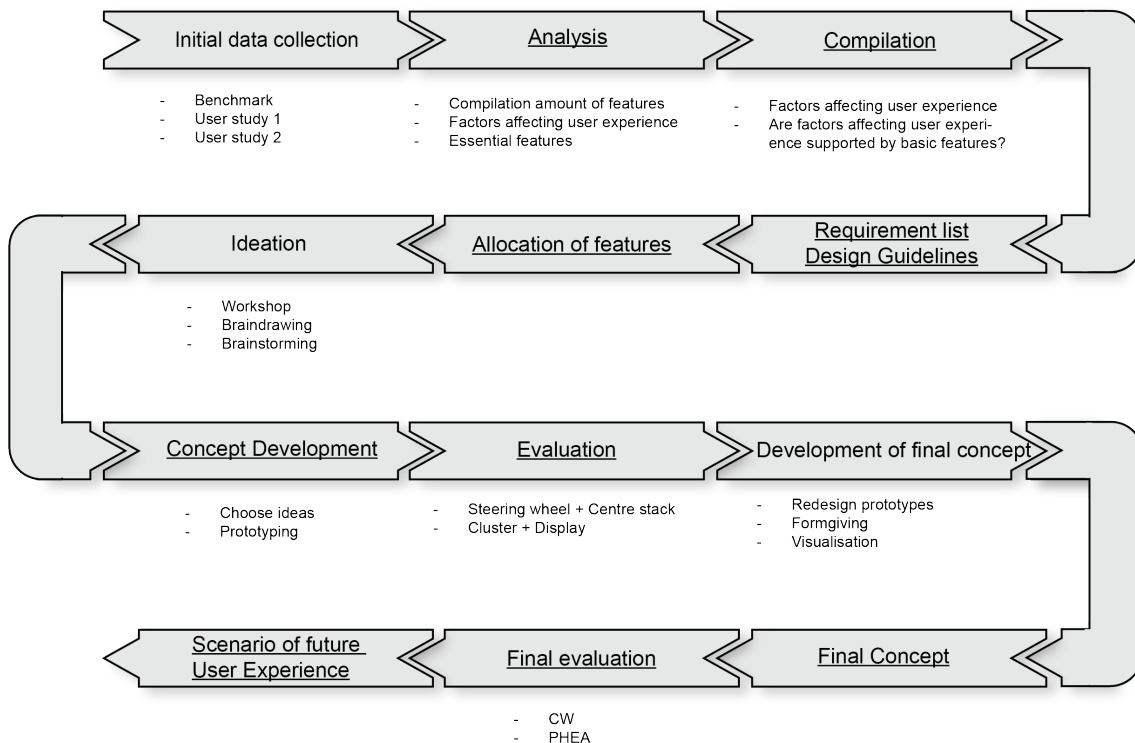 Initial data collection
Analysis
Compilation
- Benchmark
- User study 1
- User study 2
- Compilation amount of features
- Factors affecting user experience
- Essential features
- Factors affecting user experience
- Are factors affecting user experi-
ence supported by basic features?
Ideation
Allocation of features
Requirement list
Design Guidelines
- Workshop
- Braindrawing
- Brainstorming
Concept Development
Evaluation
Development of final concept
- Choose ideas
- Prototyping
- Steering wheel + Centre stack
- Cluster + Display
- Redesign prototypes
- Formgiving
- Visualisation
Scenario of future
User Experience
Final evaluation
Final Concept
- CW
- PHEA